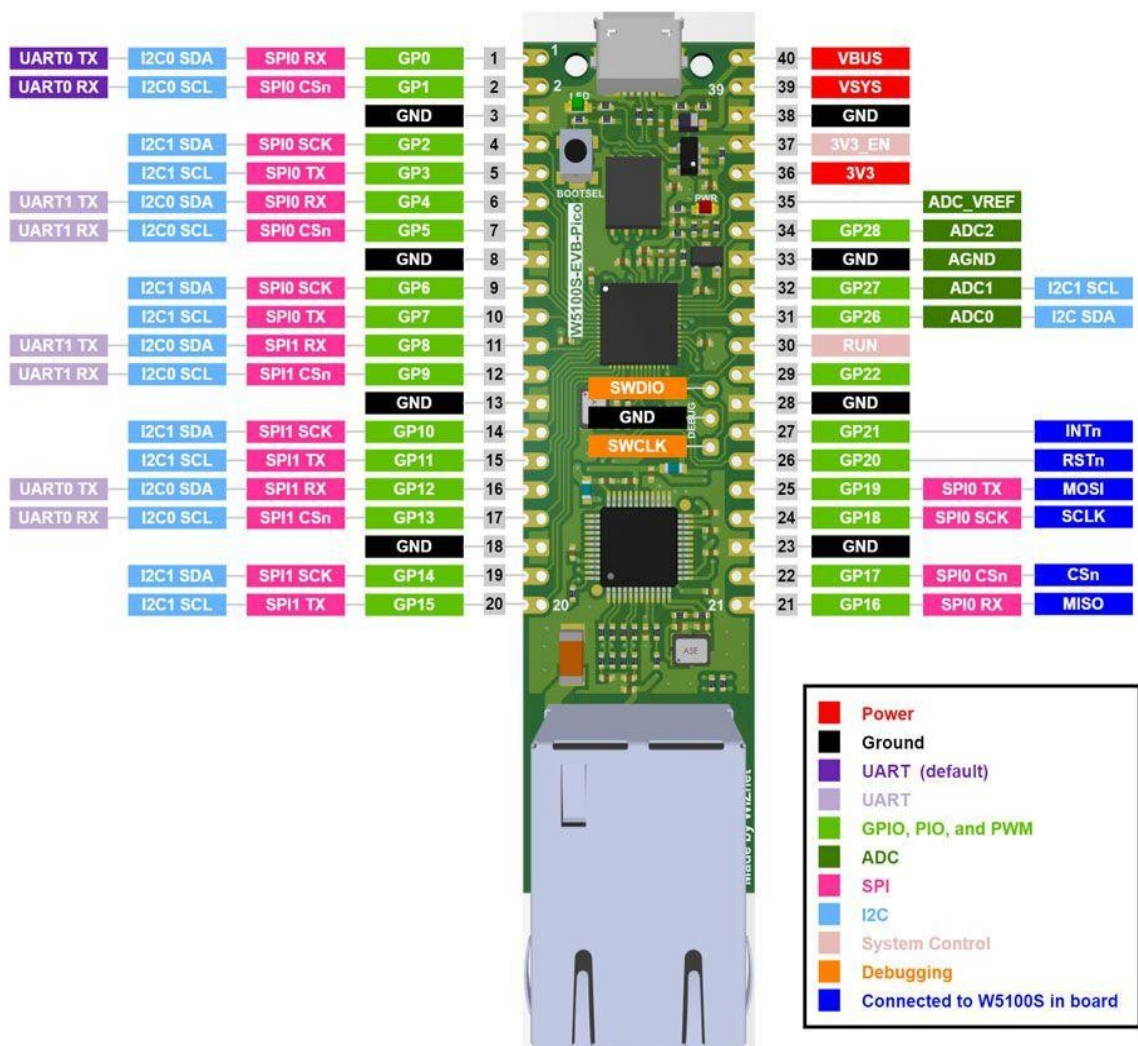 UART0 TX I2C0 SDA SPI0 RX GP0 1 1 40 VBUS
UART0 RX I2C0 SCL SPI0 CSn GP1 2 2 39 39 VSYS
GND 3 LED 38 GND
I2C1 SDA SPI0 SCK GP2 4 37 3V3_EN
I2C1 SCL SPI0 TX GP3 5 36 3V3
BOOTSEL PWR
UART1 TX I2C0 SDA SPI0 RX GP4 6 35 ADC_VREF
UART1 RX I2C0 SCL SPI0 CSn GP5 7 34 GP28 ADC2
GND 8 33 GND AGND
W5100S-EVB-Pico
I2C1 SDA SPI0 SCK GP6 9 32 GP27 ADC1 I2C1 SCL
I2C1 SCL SPI0 TX GP7 10 31 GP26 ADC0 I2C SDA
UART1 TX I2C0 SDA SPI1 RX GP8 11 30 RUN
UART1 RX I2C0 SCL SPI1 CSn GP9 12 29 GP22
SWDIO
GND 13 GND 28 GND
DEBUG
I2C1 SDA SPI1 SCK GP10 14 27 GP21 INTn
SWCLK
I2C1 SCL SPI1 TX GP11 15 26 GP20 RSTn
UART0 TX I2C0 SDA SPI1 RX GP12 16 25 GP19 SPI0 TX MOSI
UART0 RX I2C0 SCL SPI1 CSn GP13 17 24 GP18 SPI0 SCK SCLK
GND 18 23 GND
I2C1 SDA SPI1 SCK GP14 19 22 GP17 SPI0 CSn CSn
I2C1 SCL SPI1 TX GP15 20 20 21 21 GP16 SPI0 RX MISO
ASE
Made by WIZnet
Power
Ground
UART (default)
UART
GPIO, PIO, and PWM
ADC
SPI
I2C
System Control
Debugging
Connected to W5100S in board